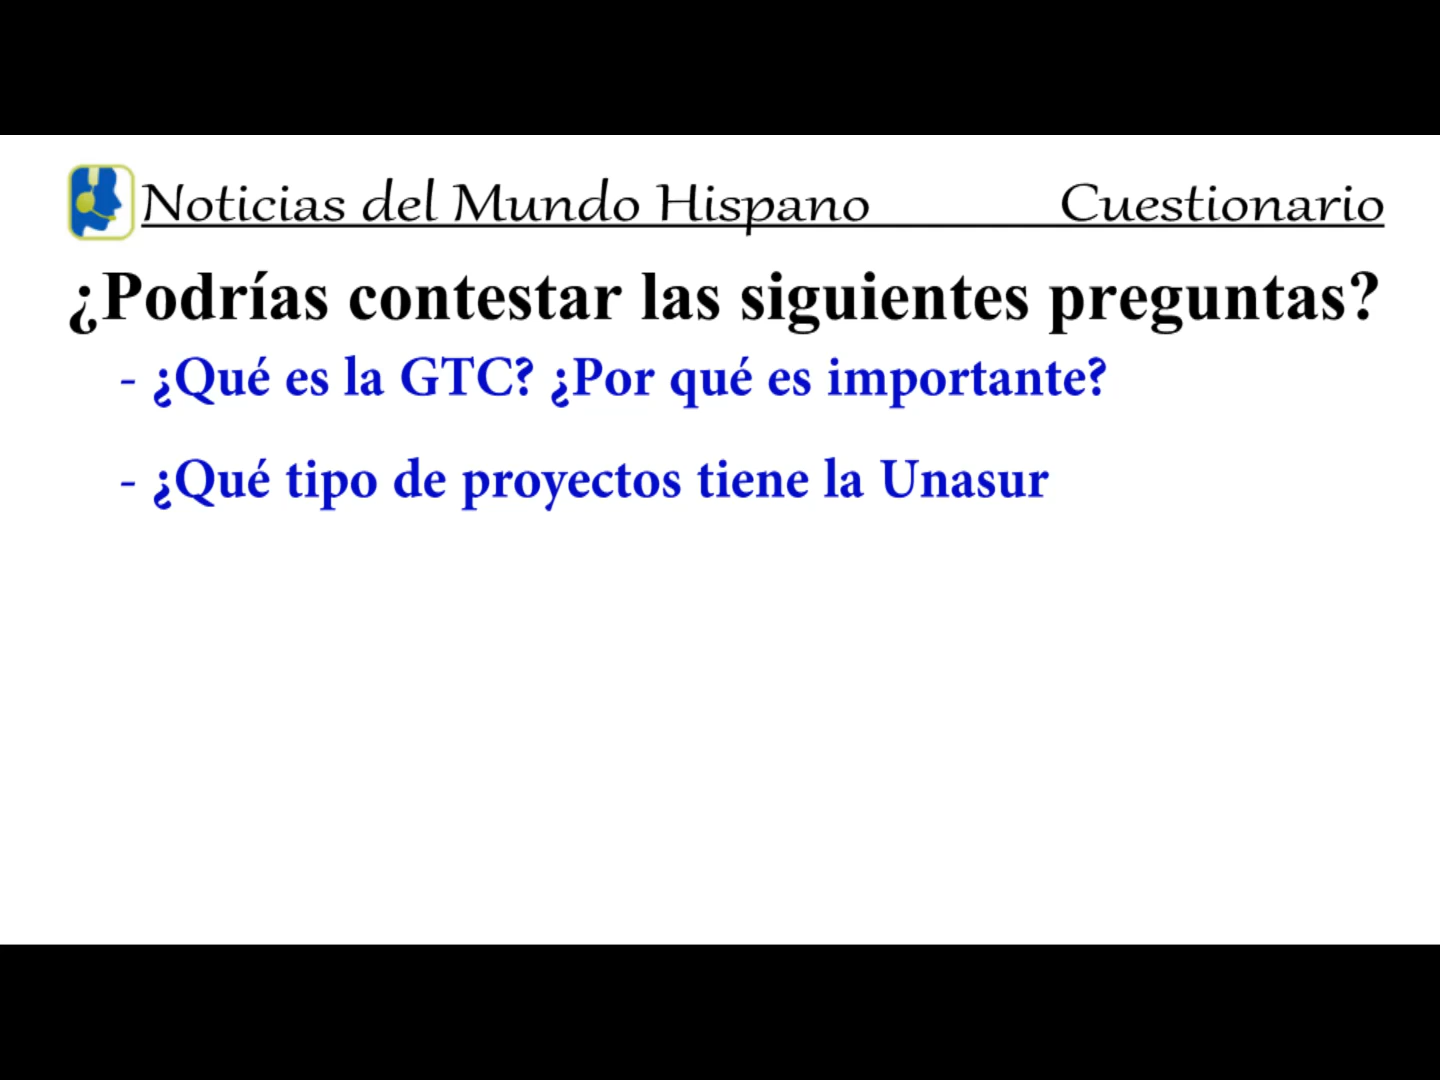 Noticias del Mundo Hispano Cuestionario
¿Podrías contestar las siguientes preguntas?
- ¿Qué es la GTC? ¿Por qué es importante?
- ¿Qué tipo de proyectos tiene la Unasur